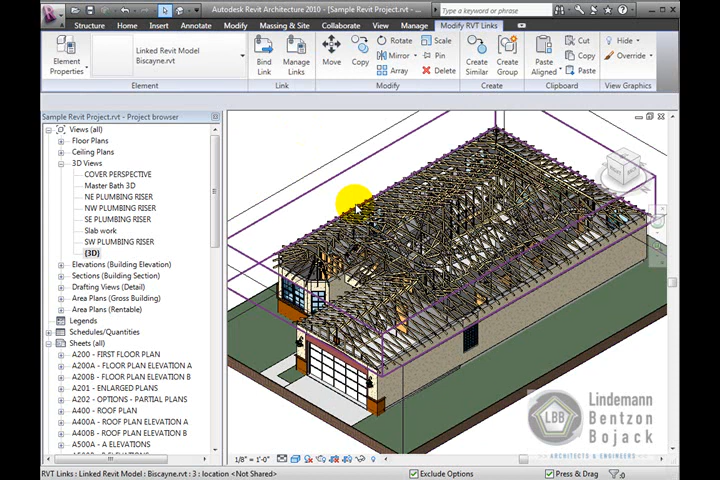 Autodesk Revit Architecture 2010 - [Sample Revit Project.rvt - 3D Vi...
Type a keyword or phrase
Structure Home Insert Annotate Modify Massing & Site Collaborate View Manage Modify RVT Links
Element Properties
Linked Revit Model
Biscayne.rvt
Bind Link
Manage Links
Move
Copy
Rotate
Mirror
Array
Scale
Pin
Delete
Create Similar
Create Group
Paste Aligned
Cut
Copy
Paste
Hide
Override
Element Link Modify Create Clipboard View Graphics
Sample Revit Project.rvt - Project browser
Views (all)
Floor Plans
Ceiling Plans
3D Views
COVER PERSPECTIVE
Master Bath 3D
NE PLUMBING RISER
NW PLUMBING RISER
SE PLUMBING RISER
Slab work
SW PLUMBING RISER
{3D}
Elevations (Building Elevation)
Sections (Building Section)
Drafting Views (Detail)
Area Plans (Gross Building)
Area Plans (Rentable)
Legends
Schedules/Quantities
Sheets (all)
A200 - FIRST FLOOR PLAN
A200A - FLOOR PLAN ELEVATION A
A200B - FLOOR PLAN ELEVATION B
A201 - ENLARGED PLANS
A202 - OPTIONS - PARTIAL PLANS
A400 - ROOF PLAN
A400A - ROOF PLAN ELEVATION A
A400B - ROOF PLAN ELEVATION B
A500A - A ELEVATIONS
LBB
Lindemann
Bentzon
Bojack
ARCHITECTS & ENGINEERS
1/8" = 1'-0"
RVT Links : Linked Revit Model : Biscayne.rvt : 3 : location <Not Shared>
Exclude Options
Press & Drag
:0